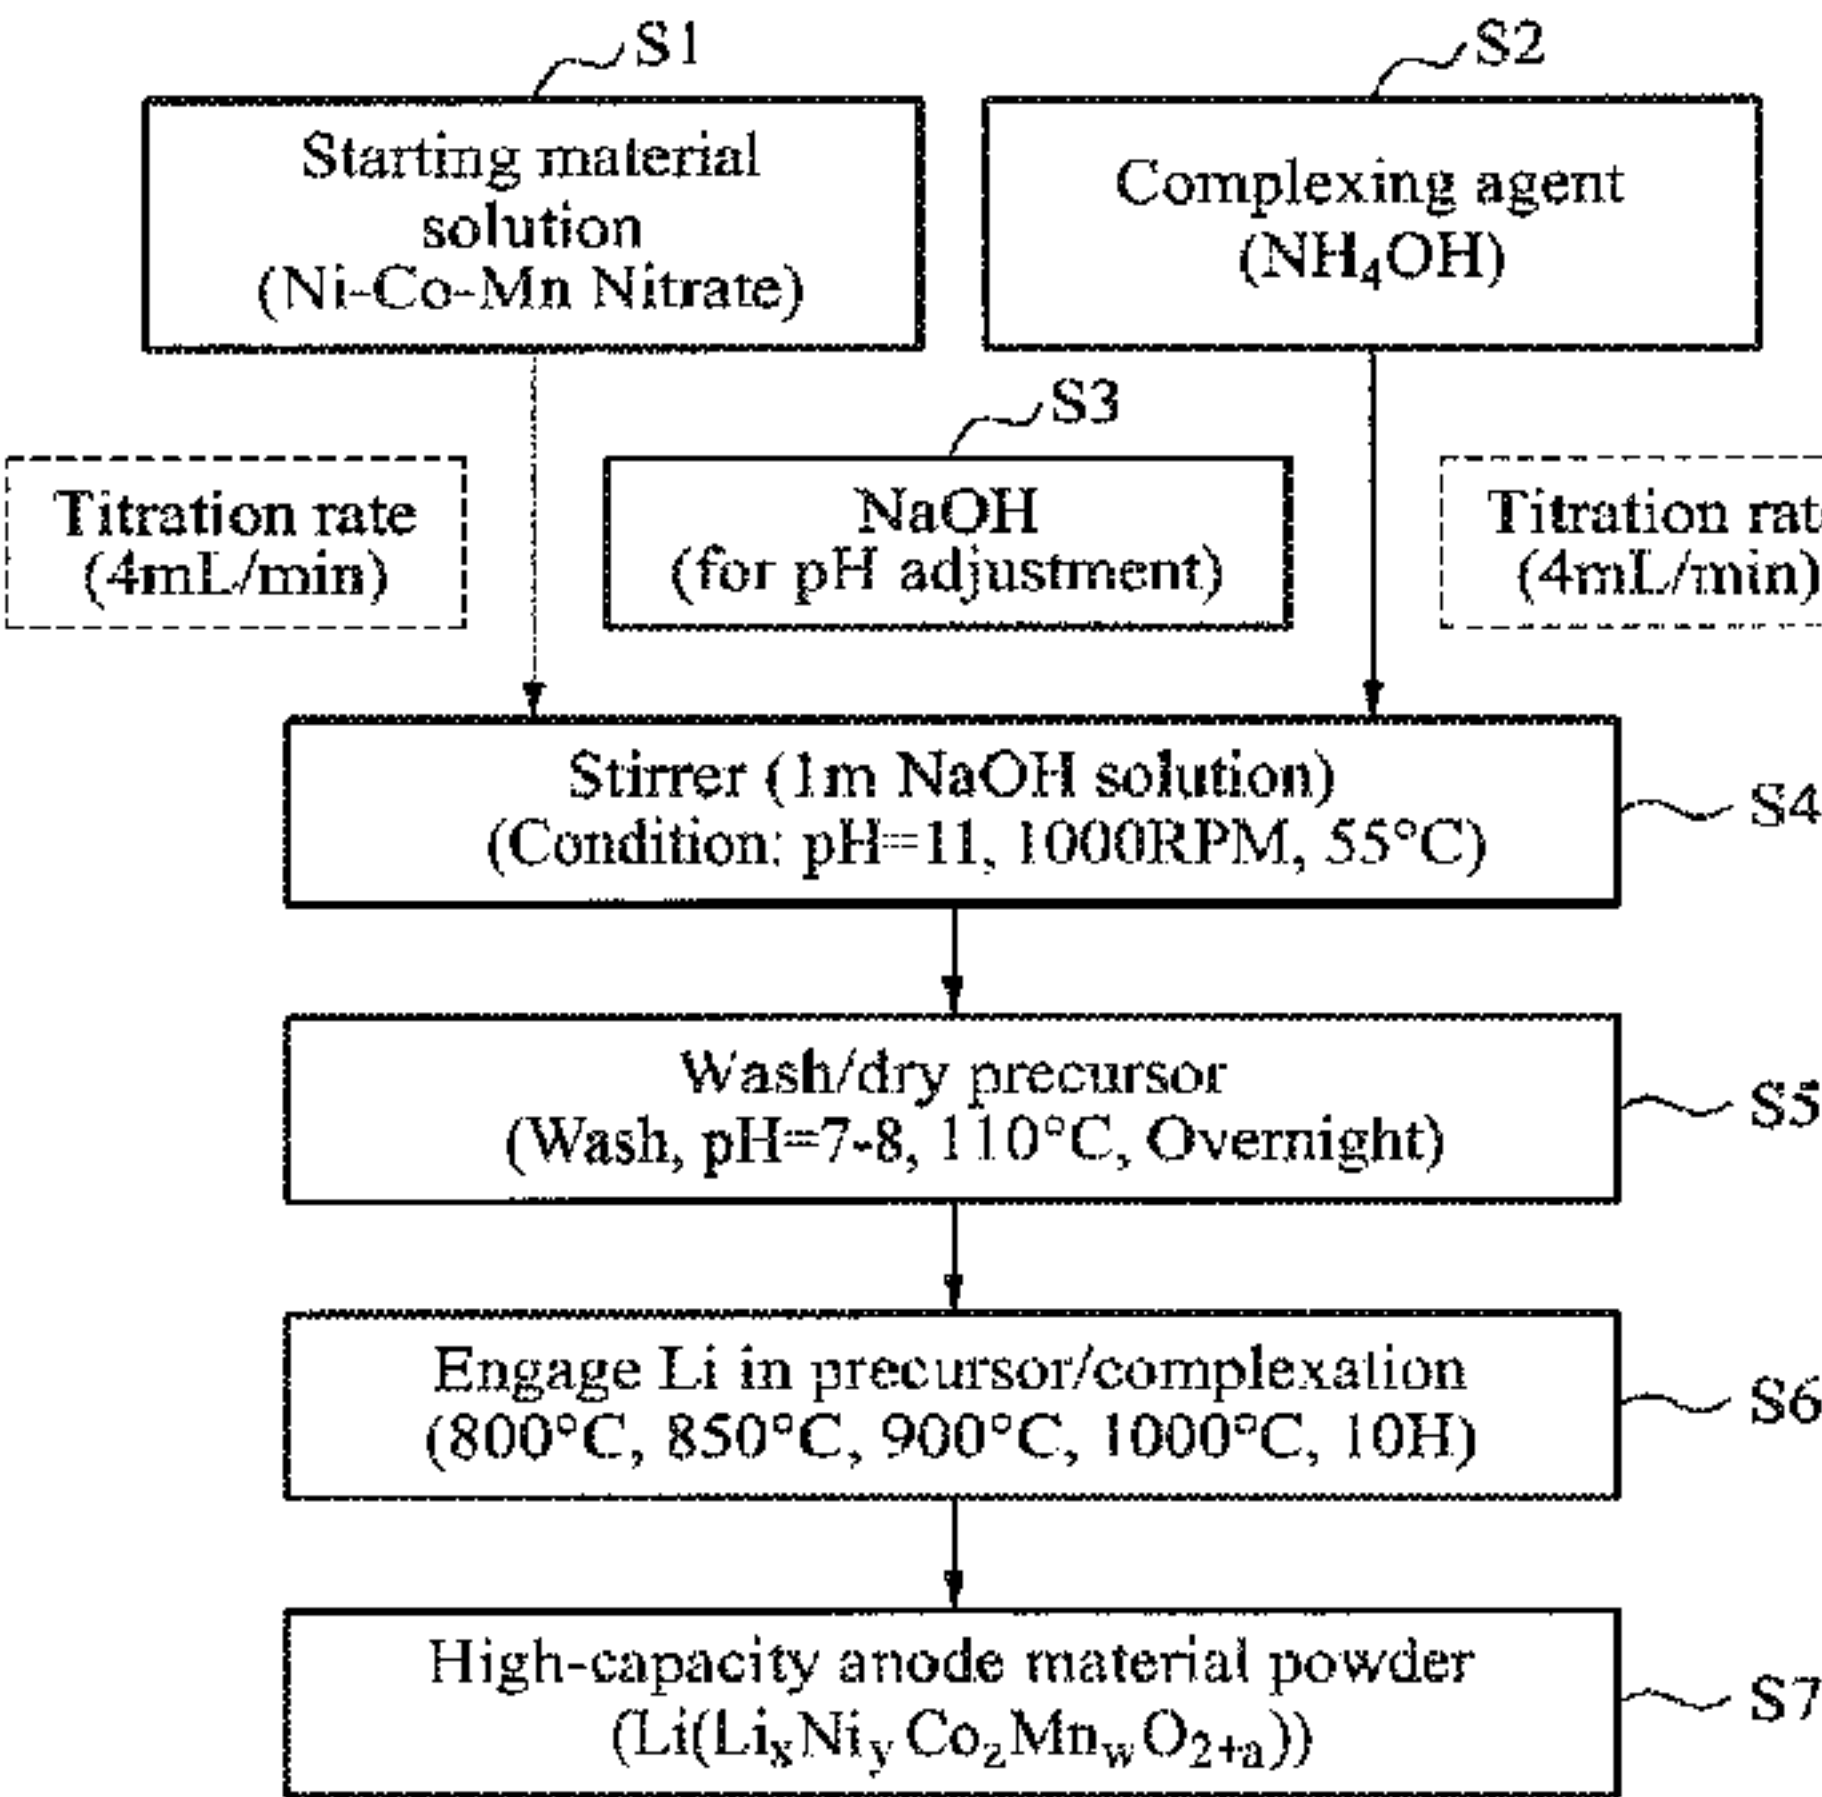 S1
S2
Starting material
solution
(Ni-Co-Mn Nitrate)
Complexing agent
(NH₄OH)
S3
Titration rate
(4mL/min)
NaOH
(for pH adjustment)
Titration rat
(4mL/min)
Stirrer (1m NaOH solution)
(Condition: pH=11, 1000RPM, 55°C)
S4
Wash/dry precursor
(Wash, pH=7-8, 110°C, Overnight)
S5
Engage Li in precursor/complexation
(800°C, 850°C, 900°C, 1000°C, 10H)
S6
High-capacity anode material powder
(Li(LiₓNiᵧCo_zMn_wO₂₊ₐ))
S7